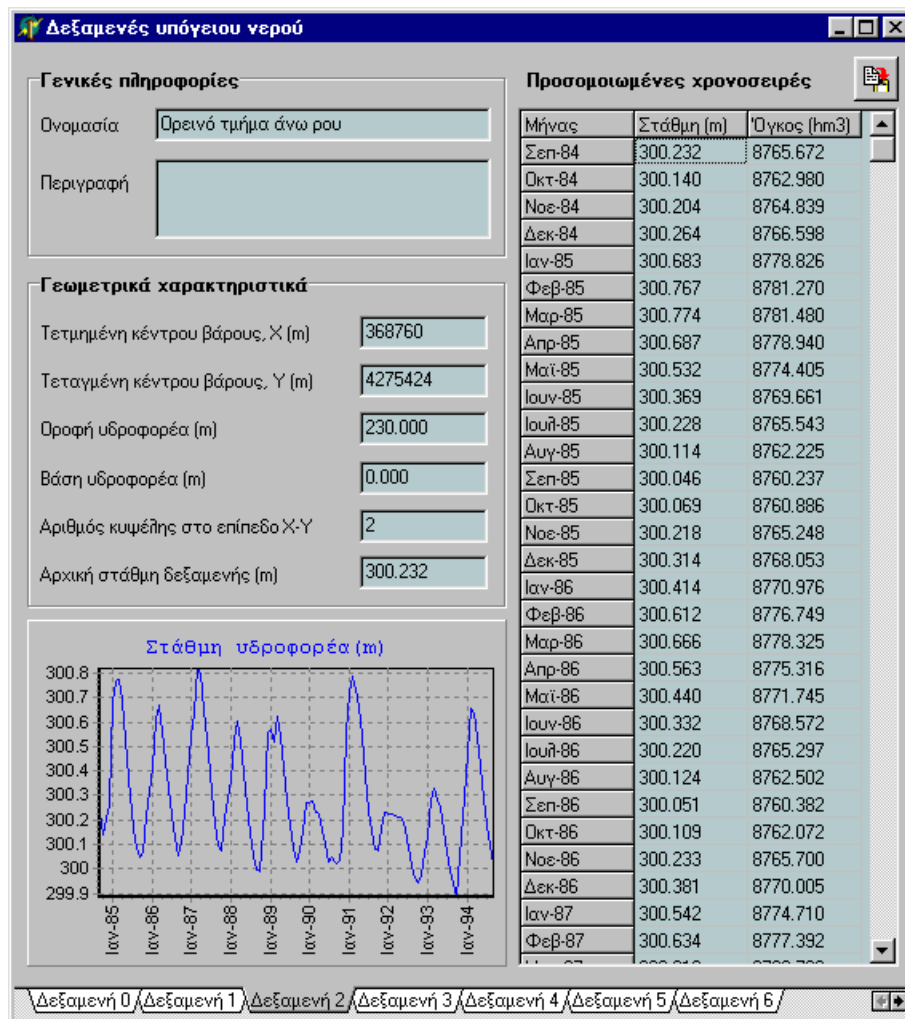 Δεξαμενές υπόγειου νερού
Γενικές πληροφορίες
Ονομασία Ορεινό τμήμα άνω ρου
Περιγραφή
Γεωμετρικά χαρακτηριστικά
Τετμημένη κέντρου βάρους, X (m) 368760
Τεταγμένη κέντρου βάρους, Y (m) 4275424
Οροφή υδροφορέα (m) 230.000
Βάση υδροφορέα (m) 0.000
Αριθμός κυψέλης στο επίπεδο X-Y 2
Αρχική στάθμη δεξαμενής (m) 300.232
Στάθμη υδροφορέα (m)
300.8
300.7
300.6
300.5
300.4
300.3
300.2
300.1
300
299.9
Ιαν-85 Ιαν-86 Ιαν-87 Ιαν-88 Ιαν-89 Ιαν-90 Ιαν-91 Ιαν-92 Ιαν-93 Ιαν-94
Προσομοιωμένες χρονοσειρές
Μήνας Στάθμη (m) Όγκος (hm3)
Σεπ-84 300.232 8765.672
Οκτ-84 300.140 8762.980
Νοε-84 300.204 8764.839
Δεκ-84 300.264 8766.598
Ιαν-85 300.683 8778.826
Φεβ-85 300.767 8781.270
Μαρ-85 300.774 8781.480
Απρ-85 300.687 8778.940
Μαϊ-85 300.532 8774.405
Ιουν-85 300.369 8769.661
Ιουλ-85 300.228 8765.543
Αυγ-85 300.114 8762.225
Σεπ-85 300.046 8760.237
Οκτ-85 300.069 8760.886
Νοε-85 300.218 8765.248
Δεκ-85 300.314 8768.053
Ιαν-86 300.414 8770.976
Φεβ-86 300.612 8776.749
Μαρ-86 300.666 8778.325
Απρ-86 300.563 8775.316
Μαϊ-86 300.440 8771.745
Ιουν-86 300.332 8768.572
Ιουλ-86 300.220 8765.297
Αυγ-86 300.124 8762.502
Σεπ-86 300.051 8760.382
Οκτ-86 300.109 8762.072
Νοε-86 300.233 8765.700
Δεκ-86 300.381 8770.005
Ιαν-87 300.542 8774.710
Φεβ-87 300.634 8777.392
Δεξαμενή 0 Δεξαμενή 1 Δεξαμενή 2 Δεξαμενή 3 Δεξαμενή 4 Δεξαμενή 5 Δεξαμενή 6